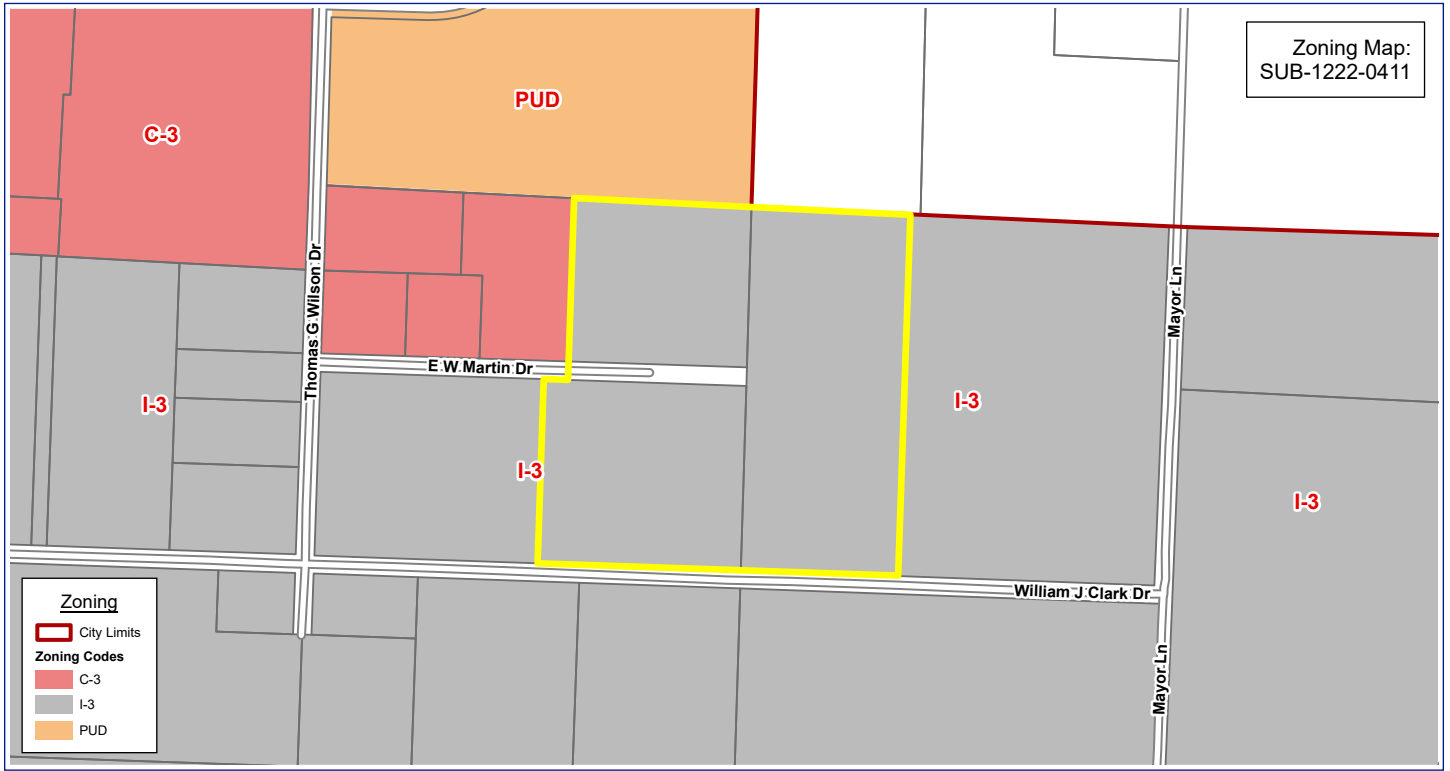 Zoning Map:
SUB-1222-0411
PUD
C-3
Thomas G Wilson Dr
Mayor Ln
E W Martin Dr
I-3
I-3
I-3
I-3
William J Clark Dr
Mayor Ln
Zoning
City Limits
Zoning Codes
C-3
I-3
PUD